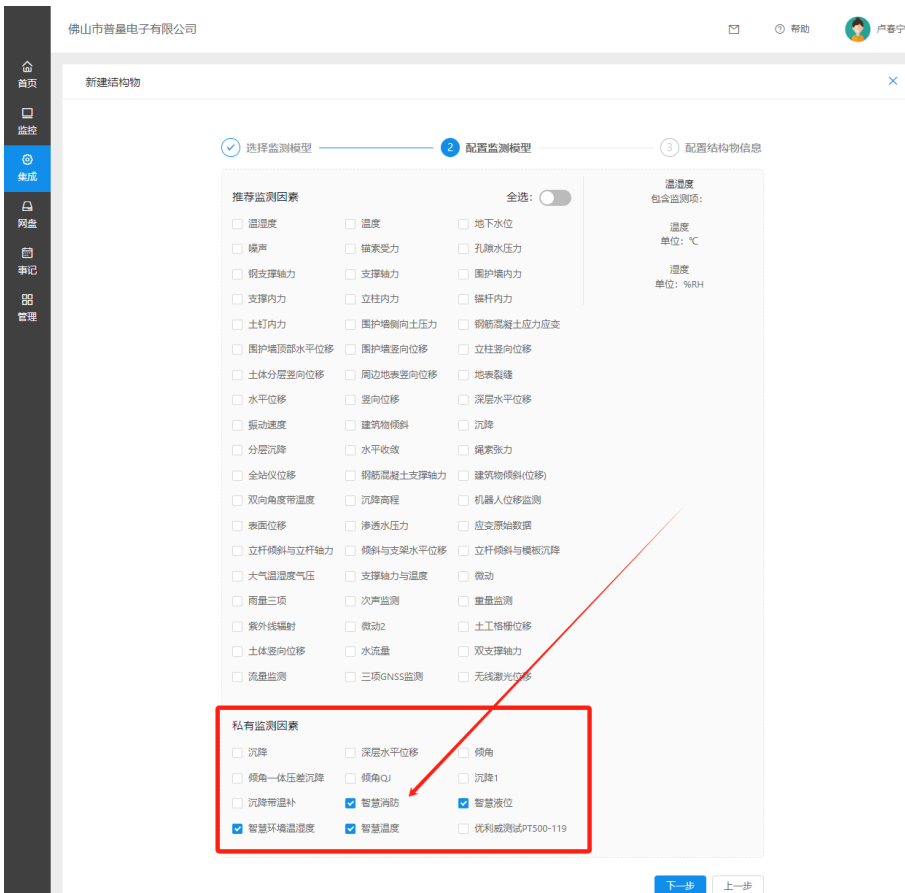 佛山市普量电子有限公司
帮助
卢春宁
首页
监控
集成
网盘
事记
管理
新建结构物
选择监测模型
2 配置监测模型
3 配置结构物信息
推荐监测因素 全选:
温湿度 温度 地下水位
噪声 锚索受力 孔隙水压力
钢支撑轴力 支撑轴力 围护墙内力
支撑内力 立柱内力 锚杆内力
土钉内力 围护墙侧向土压力 钢筋混凝土应力应变
围护墙顶部水平位移 围护墙竖向位移 立柱竖向位移
土体分层竖向位移 周边地表竖向位移 地表裂缝
水平位移 竖向位移 深层水平位移
振动速度 建筑物倾斜 沉降
分层沉降 水平收敛 绳索张力
全站仪位移 钢筋混凝土支撑轴力 建筑物倾斜(位移)
双向角度带温度 沉降高程 机器人位移监测
表面位移 渗透水压力 应变原始数据
立杆倾斜与立杆轴力 倾斜与支架水平位移 立杆倾斜与模板沉降
大气温湿度气压 支撑轴力与温度 微动
雨量三项 次声监测 重量监测
紫外线辐射 微动2 土工格栅位移
土体竖向位移 水流量 双支撑轴力
流量监测 三项GNSS监测 无线激光位移
温湿度
包含监测项:
温度
单位: ℃
湿度
单位: %RH
私有监测因素
沉降 深层水平位移 倾角
倾角一体压差沉降 倾角QJ 沉降1
沉降带温补 智慧消防 智慧液位
智慧环境温湿度 智慧温度 优利威测试PT500-119
下一步 上一步